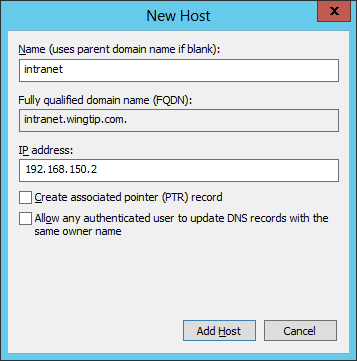 New Host
x
Name (uses parent domain name if blank):
intranet
Fully qualified domain name (FQDN):
intranet.wingtip.com.
IP address:
192.168.150.2
Create associated pointer (PTR) record
Allow any authenticated user to update DNS records with the
same owner name
Add Host
Cancel